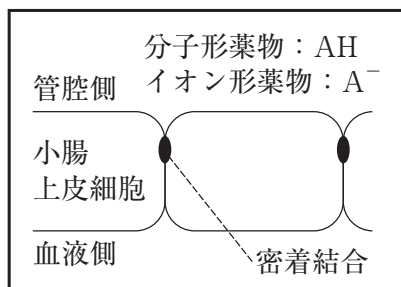 分子形薬物：AH
イオン形薬物：A⁻
管腔側
小腸
上皮細胞
血液側
密着結合